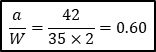 a/W = 42/(35 × 2) = 0.60